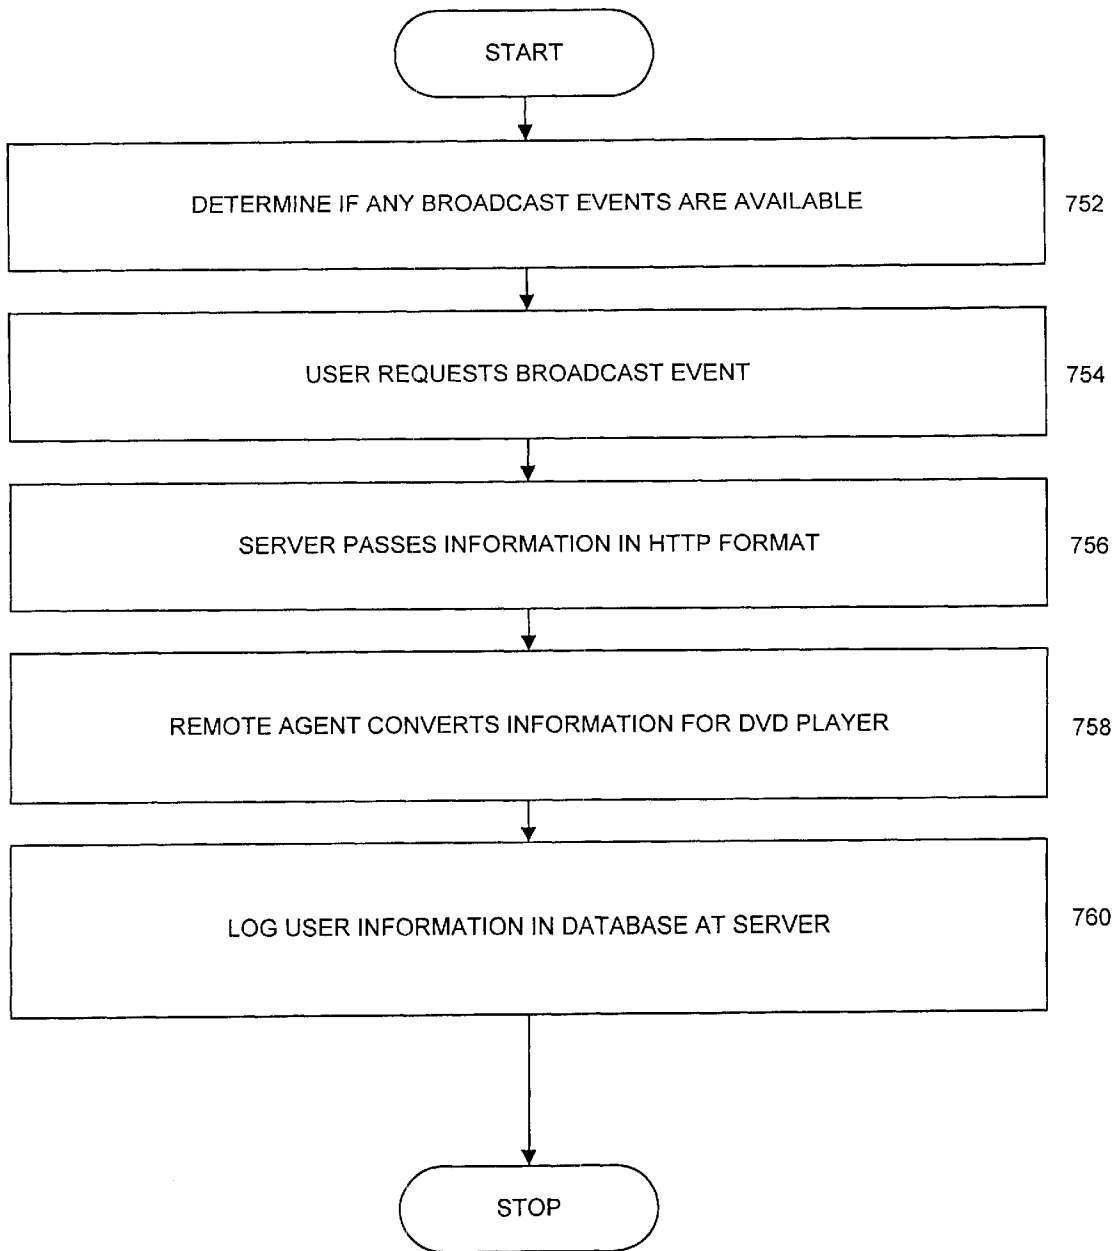 START
DETERMINE IF ANY BROADCAST EVENTS ARE AVAILABLE
752
USER REQUESTS BROADCAST EVENT
754
SERVER PASSES INFORMATION IN HTTP FORMAT
756
REMOTE AGENT CONVERTS INFORMATION FOR DVD PLAYER
758
LOG USER INFORMATION IN DATABASE AT SERVER
760
STOP